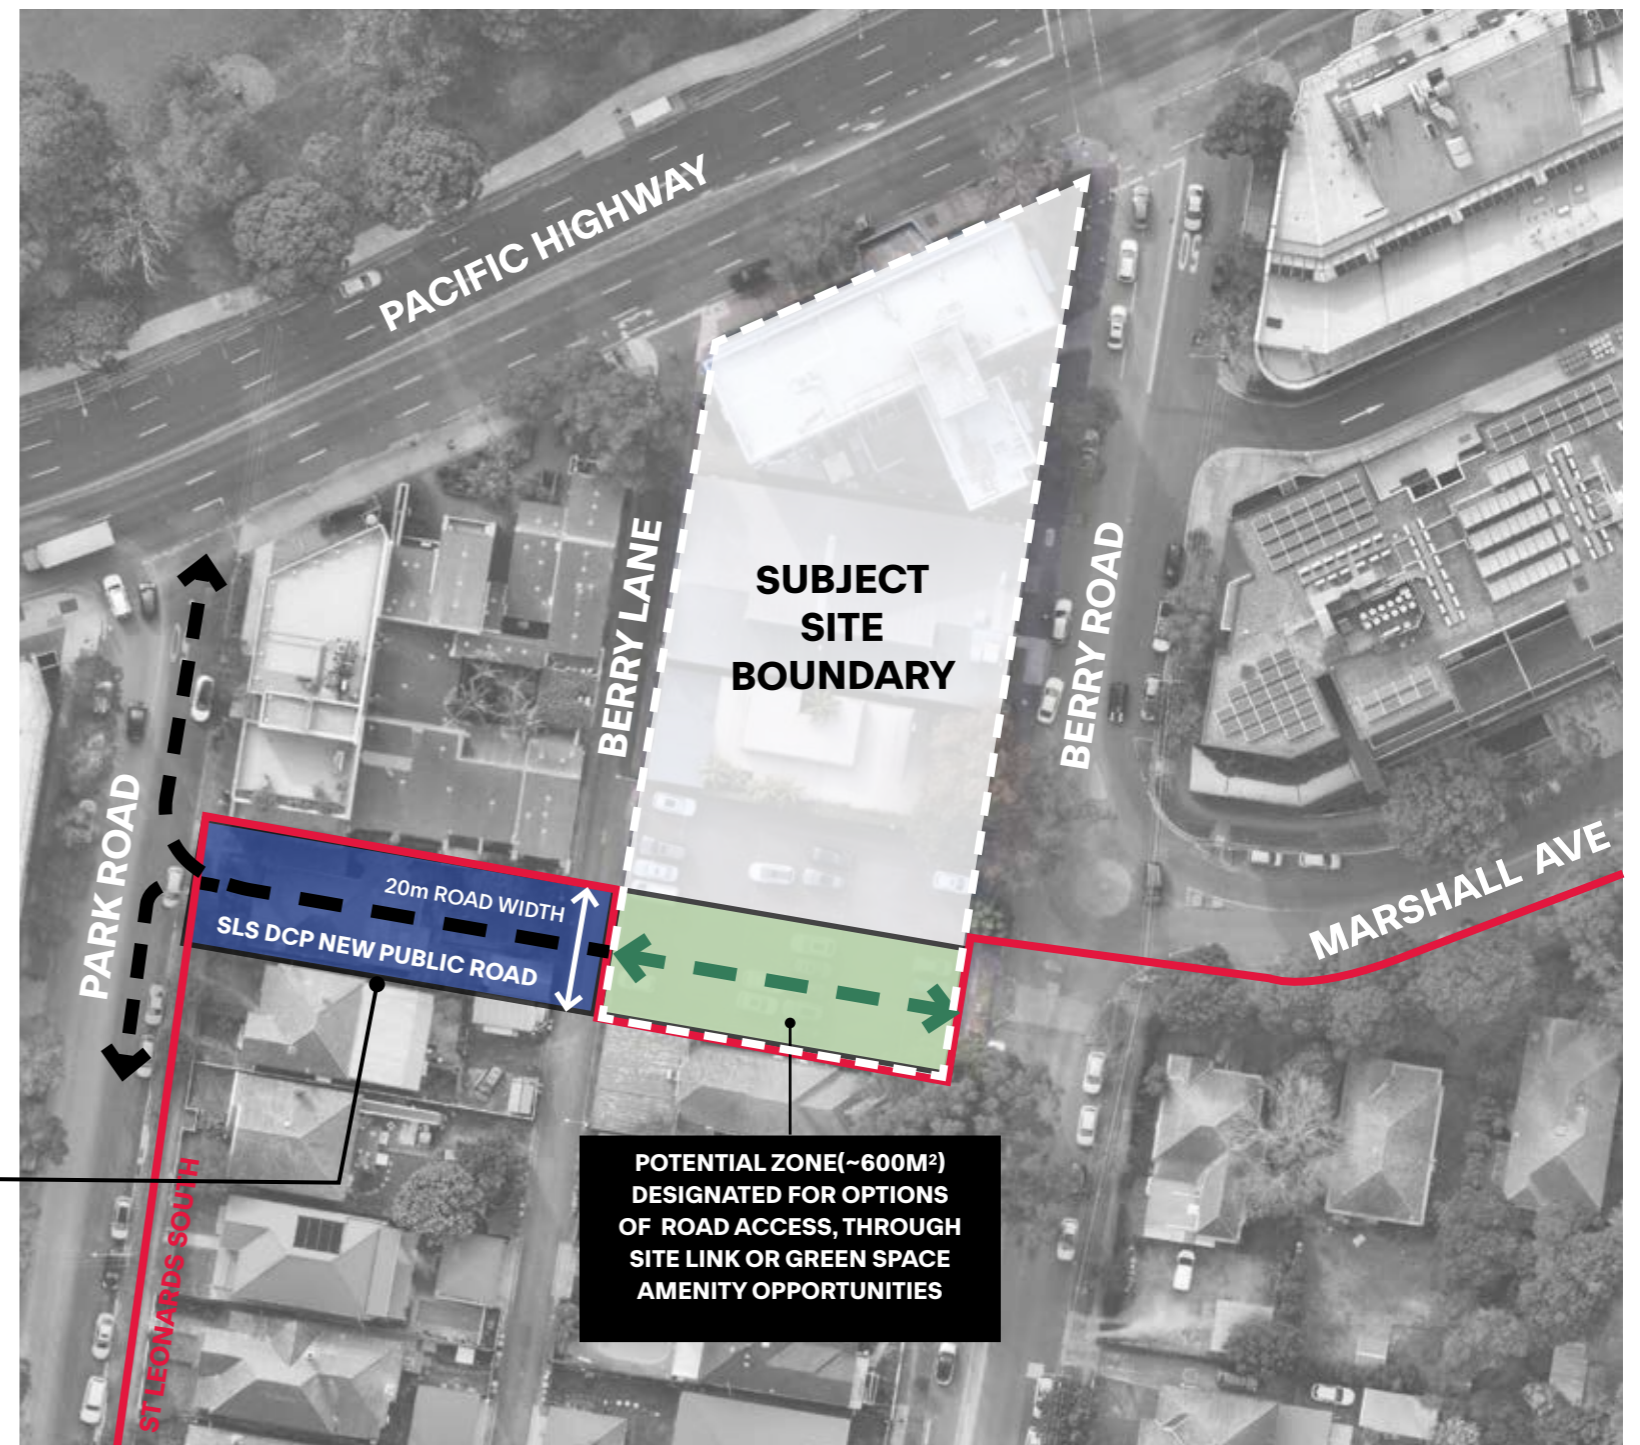 PACIFIC HIGHWAY
SUBJECT
SITE
BOUNDARY
BERRY LANE
BERRY ROAD
PARK ROAD
20m ROAD WIDTH
SLS DCP NEW PUBLIC ROAD
MARSHALL AVE
ST LEONARDS SOUTH
POTENTIAL ZONE(~600M²)
DESIGNATED FOR OPTIONS
OF ROAD ACCESS, THROUGH
SITE LINK OR GREEN SPACE
AMENITY OPPORTUNITIES